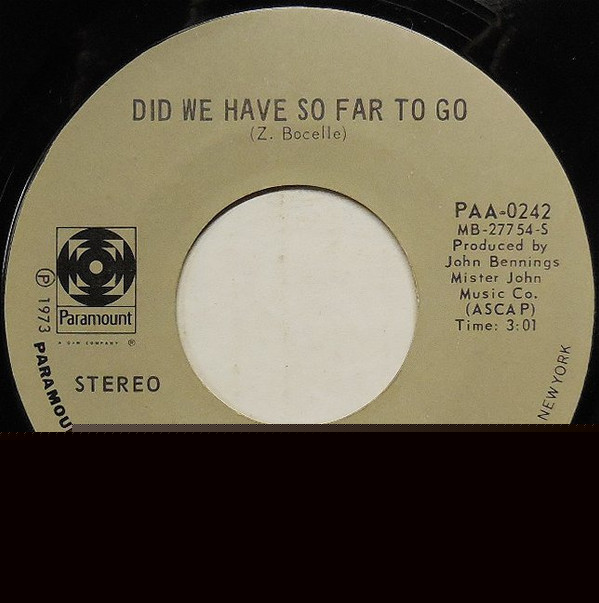 DID WE HAVE SO FAR TO GO
(Z. Bocelle)
PAA-0242
MB-27754-S
Produced by
John Bennings
Mister John
Music Co.
(ASCAP)
Time: 3:01
Paramount
A G+W COMPANY ®
STEREO
℗ 1973 PARAMOU
NEW YORK